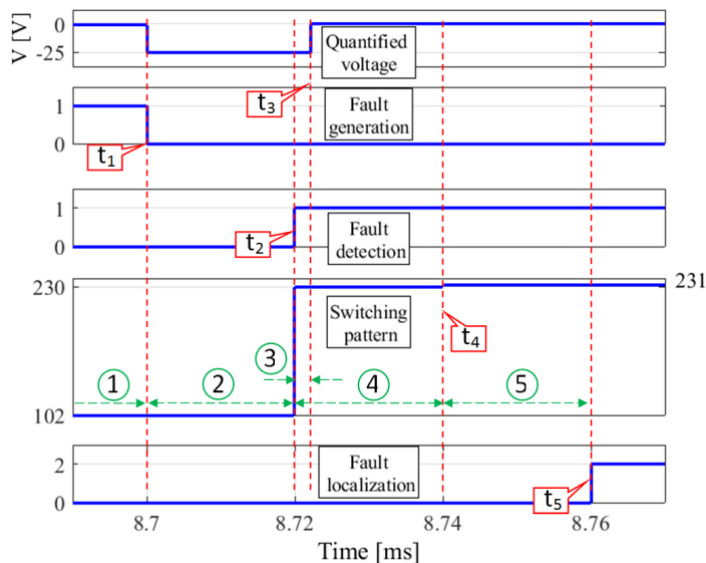 V [V]
0
-25
Quantified
voltage
t3
1
0
Fault
generation
t1
1
0
Fault
detection
t2
230
102
Switching
pattern
231
t4
1
2
3
4
5
2
0
Fault
localization
t5
8.7
8.72
8.74
8.76
Time [ms]